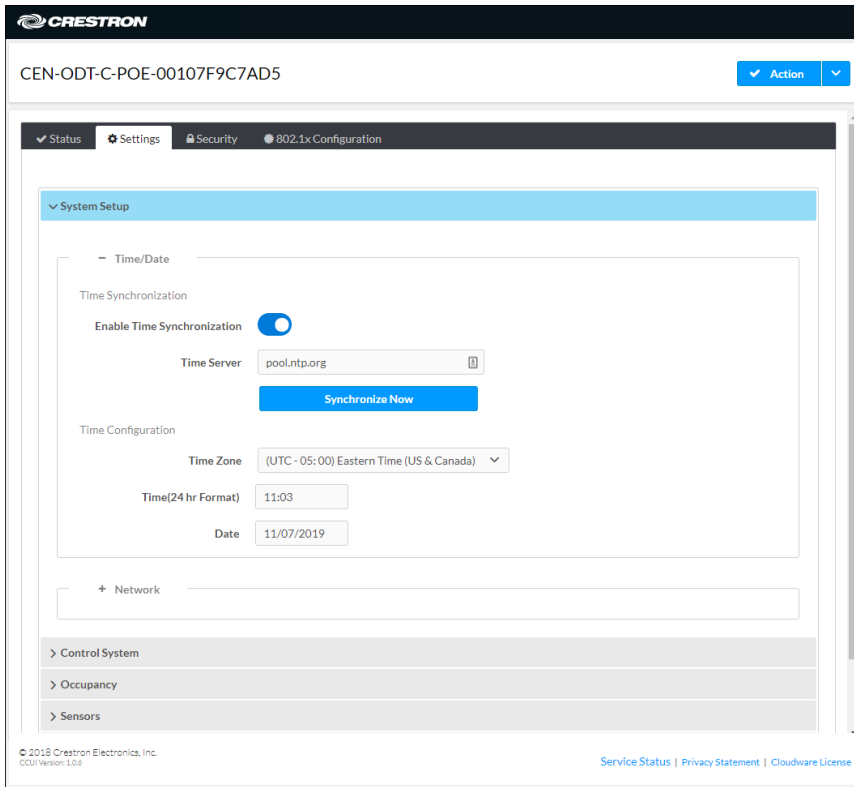 CRESTRON
CEN-ODT-C-POE-00107F9C7AD5
Action
Status Settings Security 802.1x Configuration
System Setup
Time/Date
Time Synchronization
Enable Time Synchronization
Time Server pool.ntp.org
Synchronize Now
Time Configuration
Time Zone (UTC - 05: 00) Eastern Time (US & Canada)
Time(24 hr Format) 11:03
Date 11/07/2019
+ Network
Control System
Occupancy
Sensors
© 2018 Crestron Electronics, Inc.
CCUI Version: 1.0.6
Service Status | Privacy Statement | Cloudware License